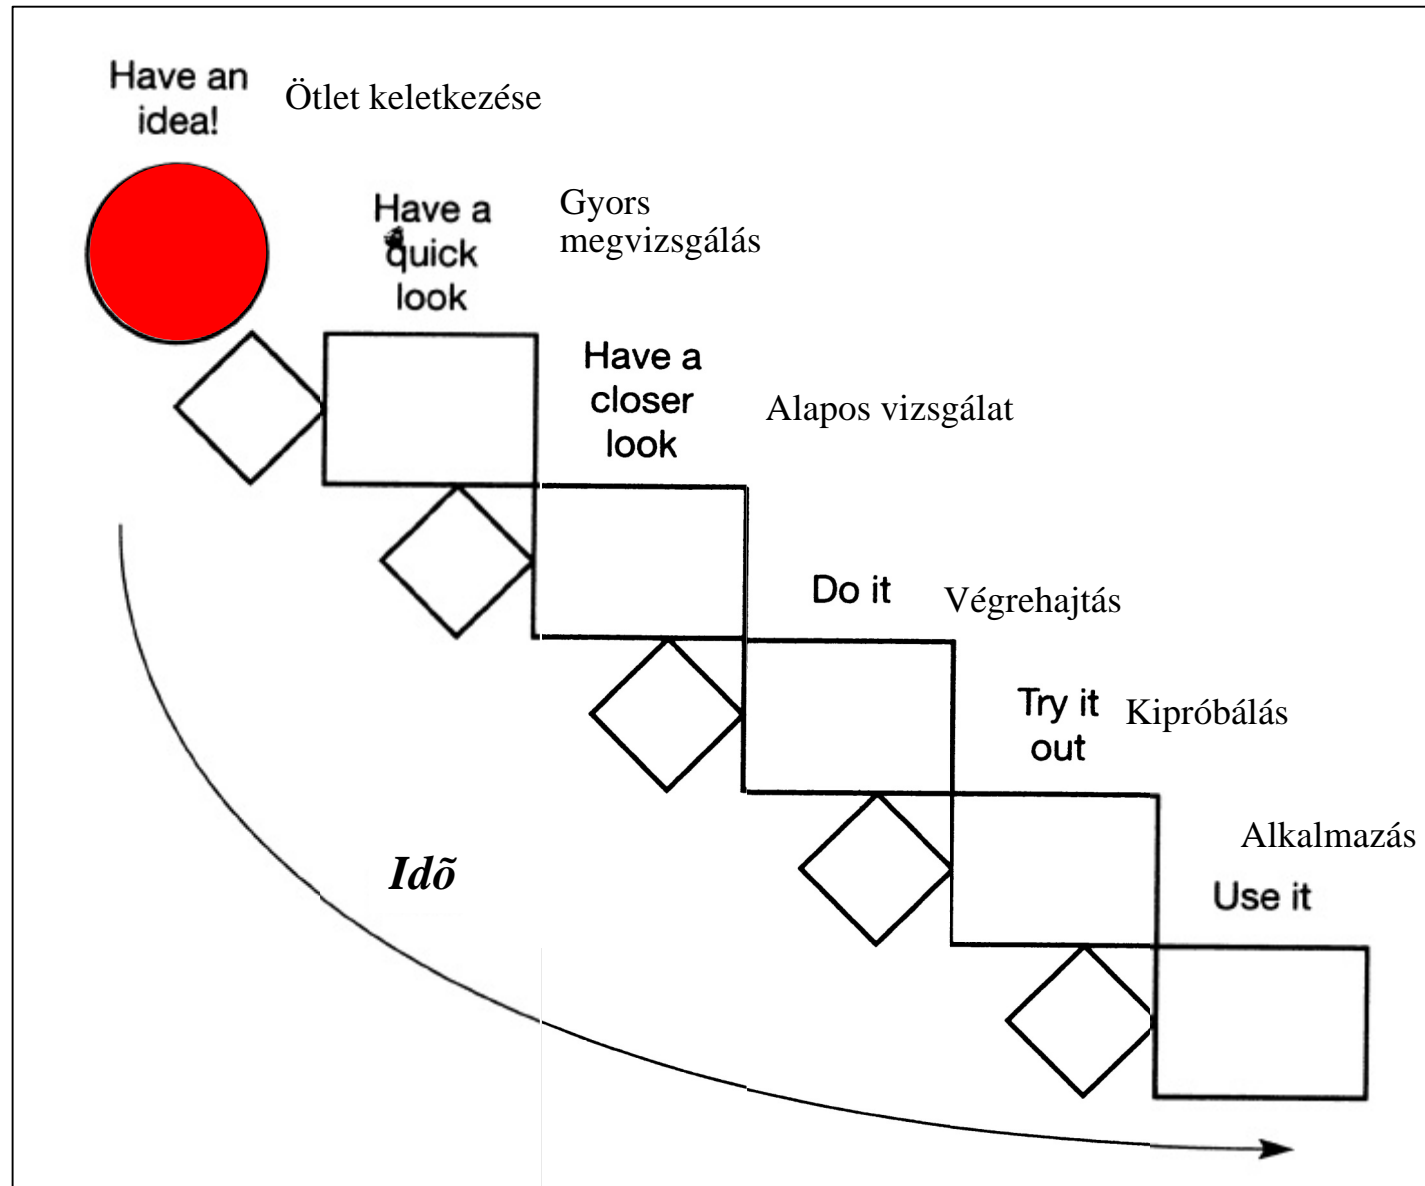 Have an
idea!
Ötlet keletkezése
Have a
quick
look
Gyors
megvizsgálás
Have a
closer
look
Alapos vizsgálat
Do it
Végrehajtás
Try it
out
Kipróbálás
Alkalmazás
Use it
Idõ